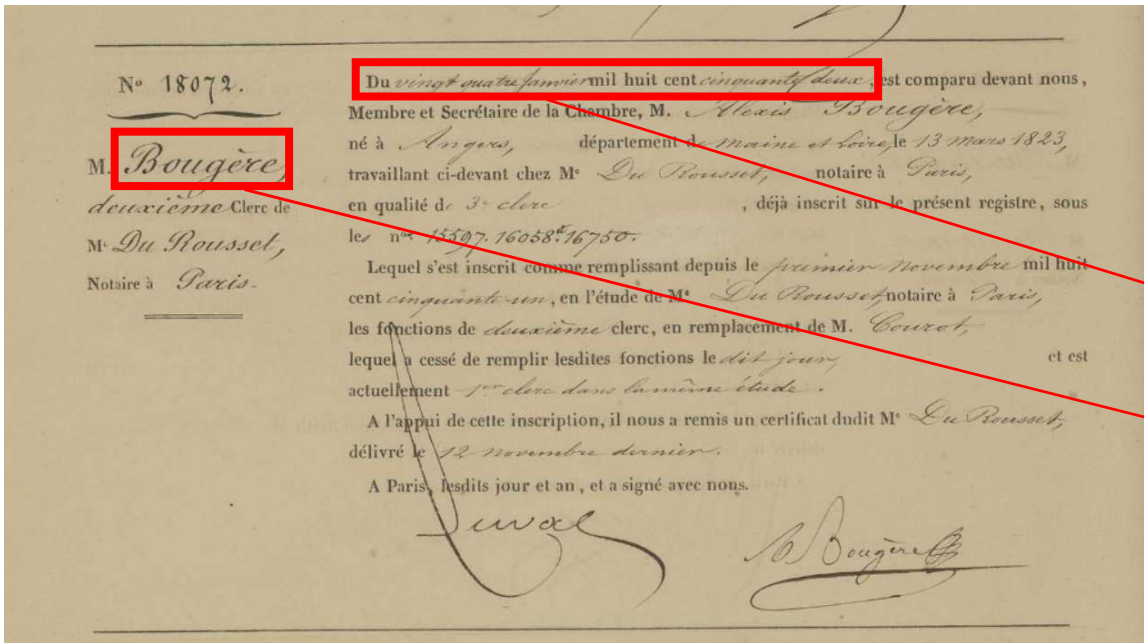 N° 18072.
M. Bougère,
deuxième Clerc de
Me Du Rousset,
Notaire à Paris.
Du vingt quatre janvier mil huit cent cinquante deux, est comparu devant nous,
Membre et Secrétaire de la Chambre, M. Alexis Bougère,
né à Angers, département de maine et Loire, le 13 mars 1823,
travaillant ci-devant chez Me Du Rousset, notaire à Paris,
en qualité de 3e clerc , déjà inscrit sur le présent registre, sous
les nos 15597. 16058 et 16750.
Lequel s'est inscrit comme remplissant depuis le premier novembre mil huit
cent cinquante un, en l'étude de Me Du Rousset, notaire à Paris,
les fonctions de deuxième clerc, en remplacement de M. Courot,
lequel a cessé de remplir lesdites fonctions le dit jour, et est
actuellement 1er clerc dans la même étude.
A l'appui de cette inscription, il nous a remis un certificat dudit Me Du Rousset,
délivré le 12 novembre dernier.
A Paris, lesdits jour et an, et a signé avec nous.
Duval
A Bougère